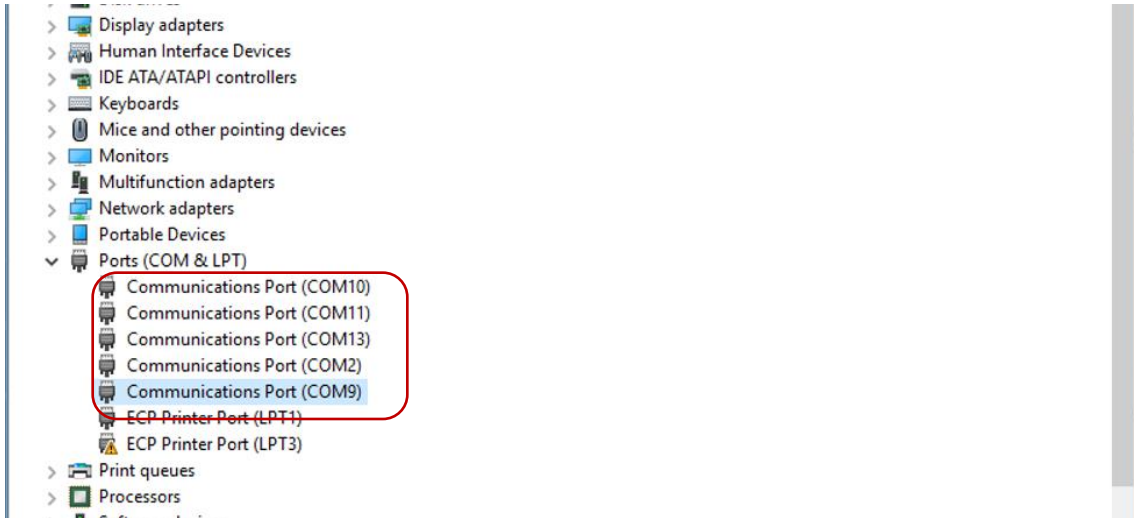 Display adapters
Human Interface Devices
IDE ATA/ATAPI controllers
Keyboards
Mice and other pointing devices
Monitors
Multifunction adapters
Network adapters
Portable Devices
Ports (COM & LPT)
Communications Port (COM10)
Communications Port (COM11)
Communications Port (COM13)
Communications Port (COM2)
Communications Port (COM9)
ECP Printer Port (LPT1)
ECP Printer Port (LPT3)
Print queues
Processors